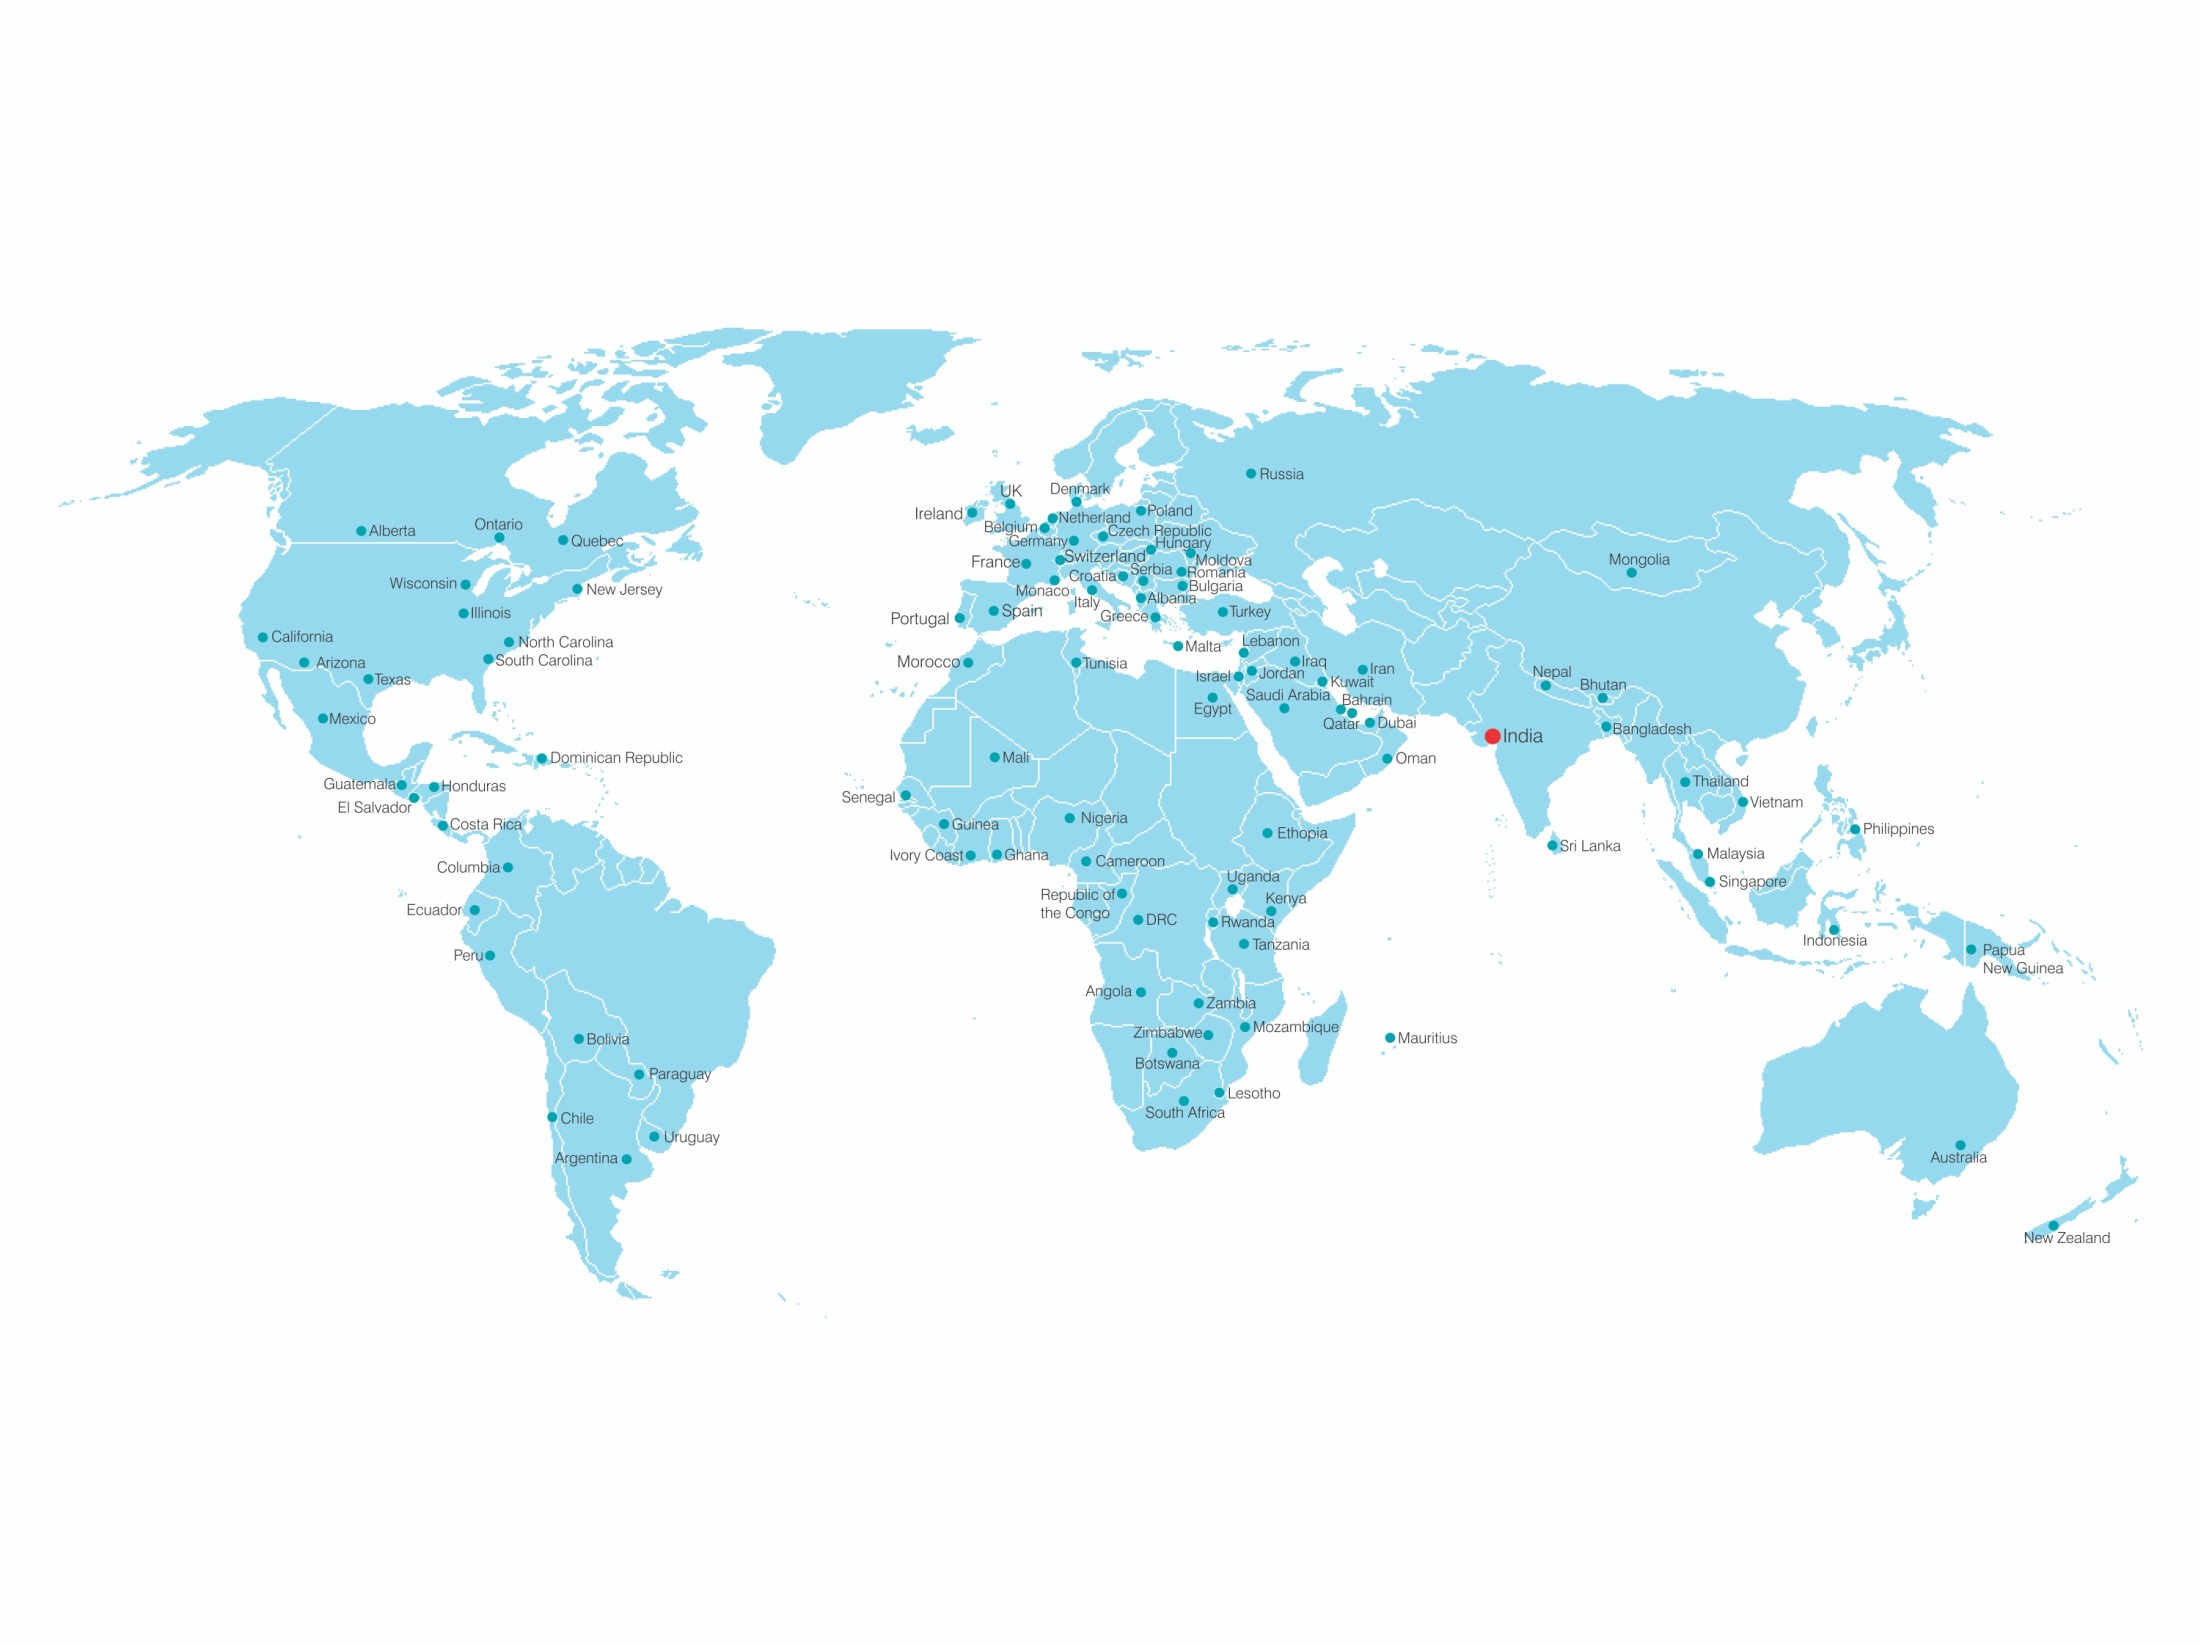 Russia
UK
Denmark
Ireland
Poland
Netherland
Belgium
Czech Republic
Germany
Hungary
Switzerland
France
Moldova
Croatia
Serbia
Romania
Monaco
Bulgaria
Italy
Albania
Portugal
Spain
Greece
Turkey
Malta
Mongolia
Alberta
Ontario
Quebec
Wisconsin
New Jersey
Illinois
California
North Carolina
South Carolina
Arizona
Texas
Mexico
Dominican Republic
Guatemala
Honduras
El Salvador
Costa Rica
Columbia
Ecuador
Peru
Bolivia
Paraguay
Chile
Uruguay
Argentina
Morocco
Tunisia
Lebanon
Iraq
Iran
Israel
Jordan
Kuwait
Saudi Arabia
Bahrain
Egypt
Qatar
Dubai
Oman
Mali
Senegal
Guinea
Nigeria
Ethopia
Ivory Coast
Ghana
Cameroon
Uganda
Republic of
the Congo
Kenya
DRC
Rwanda
Tanzania
Angola
Zambia
Zimbabwe
Mozambique
Mauritius
Botswana
Lesotho
South Africa
Nepal
Bhutan
India
Bangladesh
Thailand
Vietnam
Philippines
Sri Lanka
Malaysia
Singapore
Indonesia
Papua
New Guinea
Australia
New Zealand